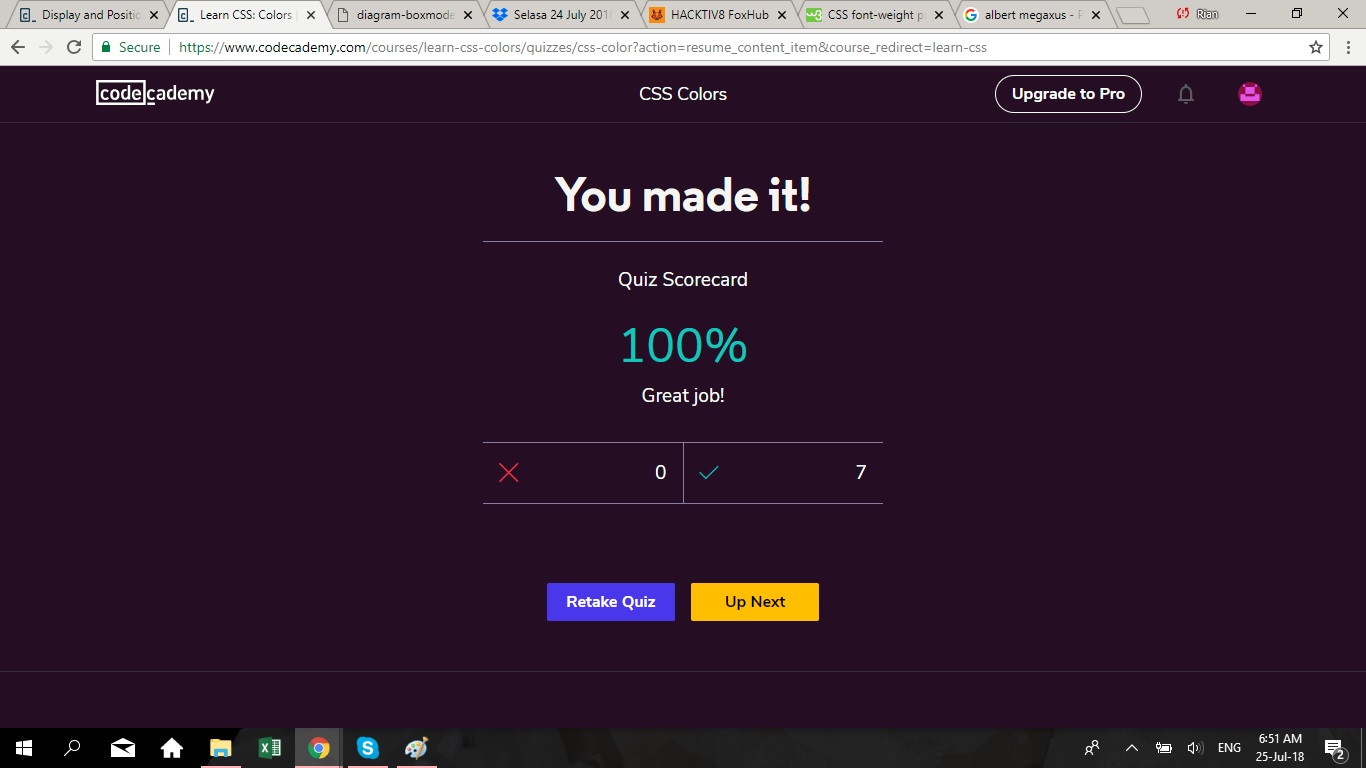 Display and Positio
Learn CSS: Colors |
diagram-boxmode
Selasa 24 July 201
HACKTIV8 FoxHub
CSS font-weight p
albert megaxus - P
Rian
Secure
https://www.codecademy.com/courses/learn-css-colors/quizzes/css-color?action=resume_content_item&course_redirect=learn-css
codecademy
CSS Colors
Upgrade to Pro
You made it!
Quiz Scorecard
100%
Great job!
0
7
Retake Quiz
Up Next
ENG
6:51 AM
25-Jul-18
2